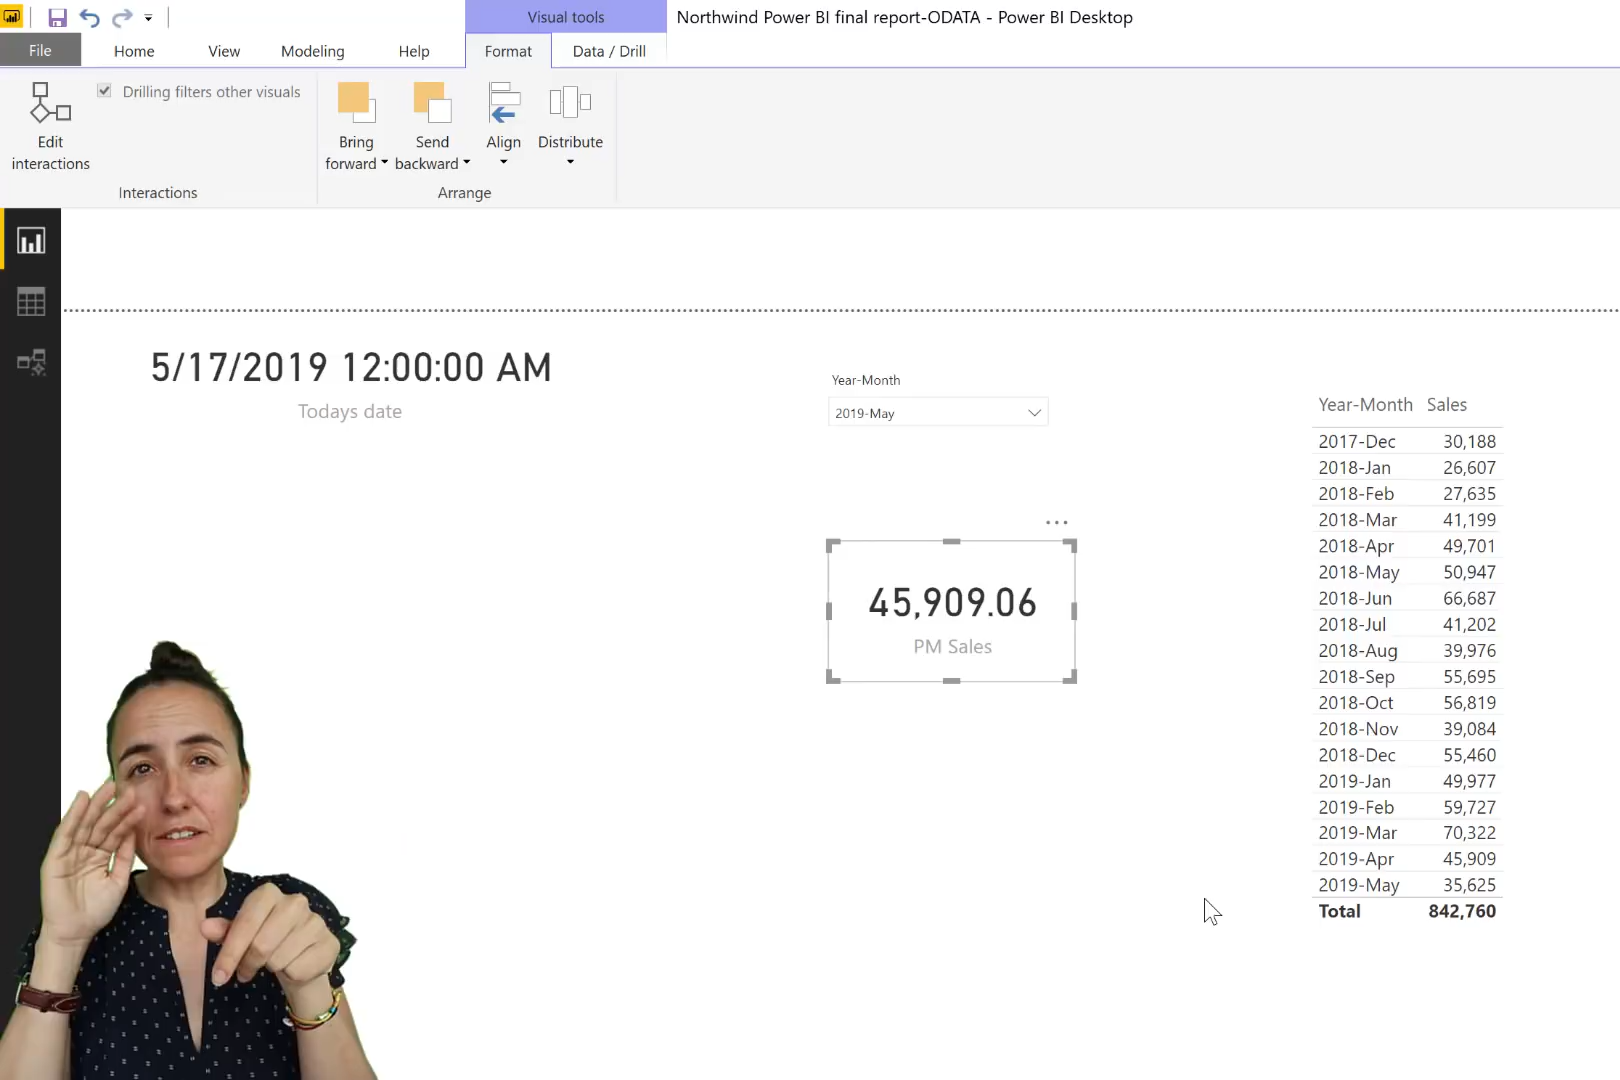 Visual tools
Northwind Power BI final report-ODATA - Power BI Desktop
File
Home
View
Modeling
Help
Format
Data / Drill
Edit
interactions
Drilling filters other visuals
Interactions
Bring
forward
Send
backward
Align
Distribute
Arrange
5/17/2019 12:00:00 AM
Todays date
Year-Month
2019-May
45,909.06
PM Sales
Year-Month Sales
2017-Dec 30,188
2018-Jan 26,607
2018-Feb 27,635
2018-Mar 41,199
2018-Apr 49,701
2018-May 50,947
2018-Jun 66,687
2018-Jul 41,202
2018-Aug 39,976
2018-Sep 55,695
2018-Oct 56,819
2018-Nov 39,084
2018-Dec 55,460
2019-Jan 49,977
2019-Feb 59,727
2019-Mar 70,322
2019-Apr 45,909
2019-May 35,625
Total 842,760